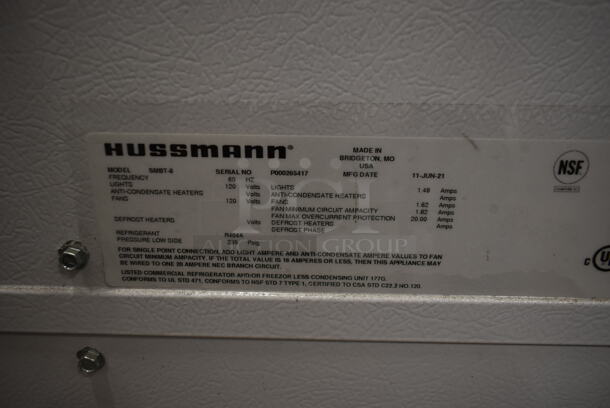 HUSSMANN®
MADE IN
BRIDGETON, MO
USA
MODEL SMBT-8 SERIAL NO P000265417 MFG DATE 11-JUN-21
FREQUENCY 60 HZ
LIGHTS 120 Volts LIGHTS 1.48 Amps
ANTI-CONDENSATE HEATERS Volts ANTI-CONDENSATE HEATERS Amps
FANS 120 Volts FANS 1.62 Amps
FAN MINIMUM CIRCUIT AMPACITY 1.82 Amps
FAN MAX OVERCURRENT PROTECTION 20.00 Amps
DEFROST HEATERS Volts DEFROST HEATERS Amps
DEFROST PHASE
REFRIGERANT R404A
PRESSURE LOW SIDE Psig
FOR SINGLE POINT CONNECTION, ADD LIGHT AMPERE AND ANTI-CONDENSATE AMPERE VALUES TO FAN
CIRCUIT MINIMUM AMPACITY. IF THE TOTAL VALUE IS 16 AMPERES OR LESS, THEN THIS APPLIANCE MAY
BE WIRED TO ONE 20 AMPERE NEC BRANCH CIRCUIT.
LISTED COMMERCIAL REFRIGERATOR AND/OR FREEZER LESS CONDENSING UNIT 177G.
CONFORMS TO UL STD 471, CONFORMS TO NSF STD 7 TYPE 1, CERTIFIED TO CSA STD C22.2 NO.120.
NSF
C UL